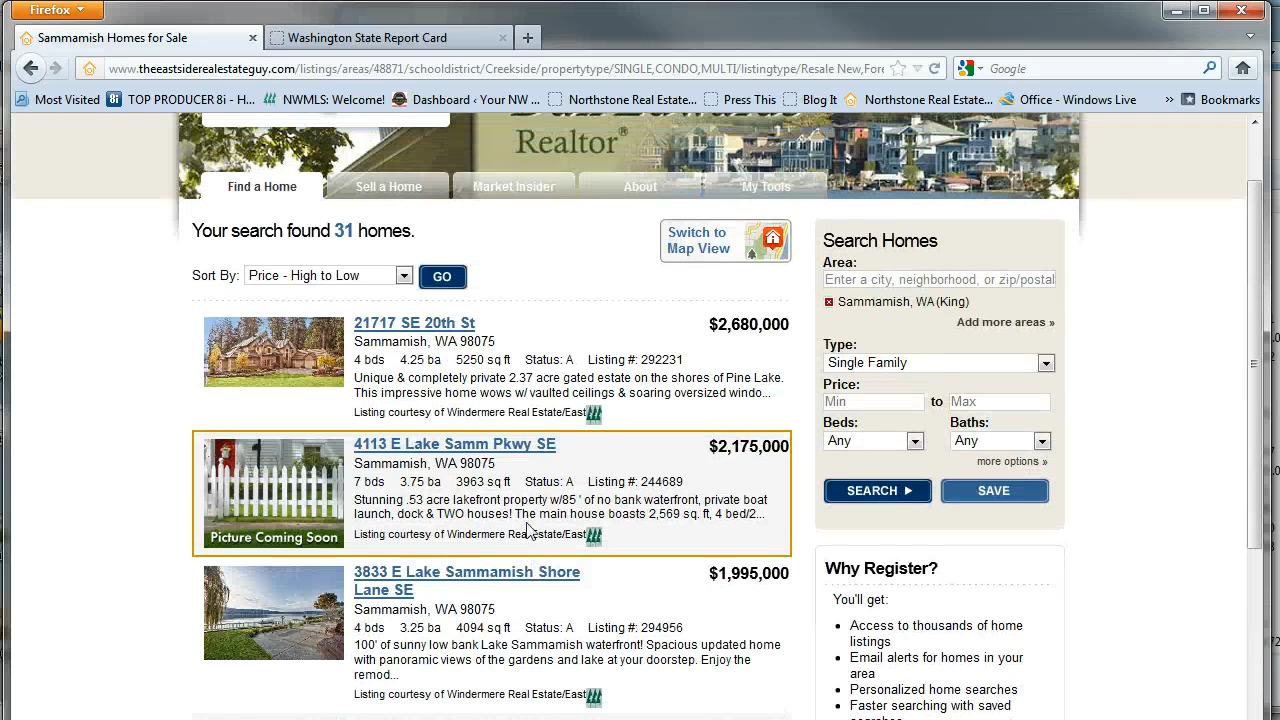 Firefox
Sammamish Homes for Sale
Washington State Report Card
www.theeastsiderealestateguy.com/listings/areas/48871/schooldistrict/Creekside/propertytype/SINGLE,CONDO,MULTI/listingtype/Resale New,Fore
Google
Most Visited
TOP PRODUCER 8i - H...
NWMLS: Welcome!
Dashboard ‹ Your NW ...
Northstone Real Estate...
Press This
Blog It
Northstone Real Estate...
Office - Windows Live
»
Bookmarks
Realtor®
Find a Home
Sell a Home
Market Insider
About
My Tools
Your search found 31 homes.
Switch to
Map View
Sort By:
Price - High to Low
GO
21717 SE 20th St
$2,680,000
Sammamish, WA 98075
4 bds 4.25 ba 5250 sq ft Status: A Listing #: 292231
Unique & completely private 2.37 acre gated estate on the shores of Pine Lake.
This impressive home wows w/ vaulted ceilings & soaring oversized windo...
Listing courtesy of Windermere Real Estate/East
4113 E Lake Samm Pkwy SE
$2,175,000
Sammamish, WA 98075
7 bds 3.75 ba 3963 sq ft Status: A Listing #: 244689
Stunning .53 acre lakefront property w/85 ' of no bank waterfront, private boat
launch, dock & TWO houses! The main house boasts 2,569 sq. ft, 4 bed/2...
Picture Coming Soon
Listing courtesy of Windermere Real Estate/East
3833 E Lake Sammamish Shore
Lane SE
$1,995,000
Sammamish, WA 98075
4 bds 3.25 ba 4094 sq ft Status: A Listing #: 294956
100' of sunny low bank Lake Sammamish waterfront! Spacious updated home
with panoramic views of the gardens and lake at your doorstep. Enjoy the
remod...
Listing courtesy of Windermere Real Estate/East
Search Homes
Area:
Enter a city, neighborhood, or zip/postal
Sammamish, WA (King)
Add more areas »
Type:
Single Family
Price:
Min to Max
Beds: Baths:
Any Any
more options »
SEARCH
SAVE
Why Register?
You'll get:
Access to thousands of home
listings
Email alerts for homes in your
area
Personalized home searches
Faster searching with saved